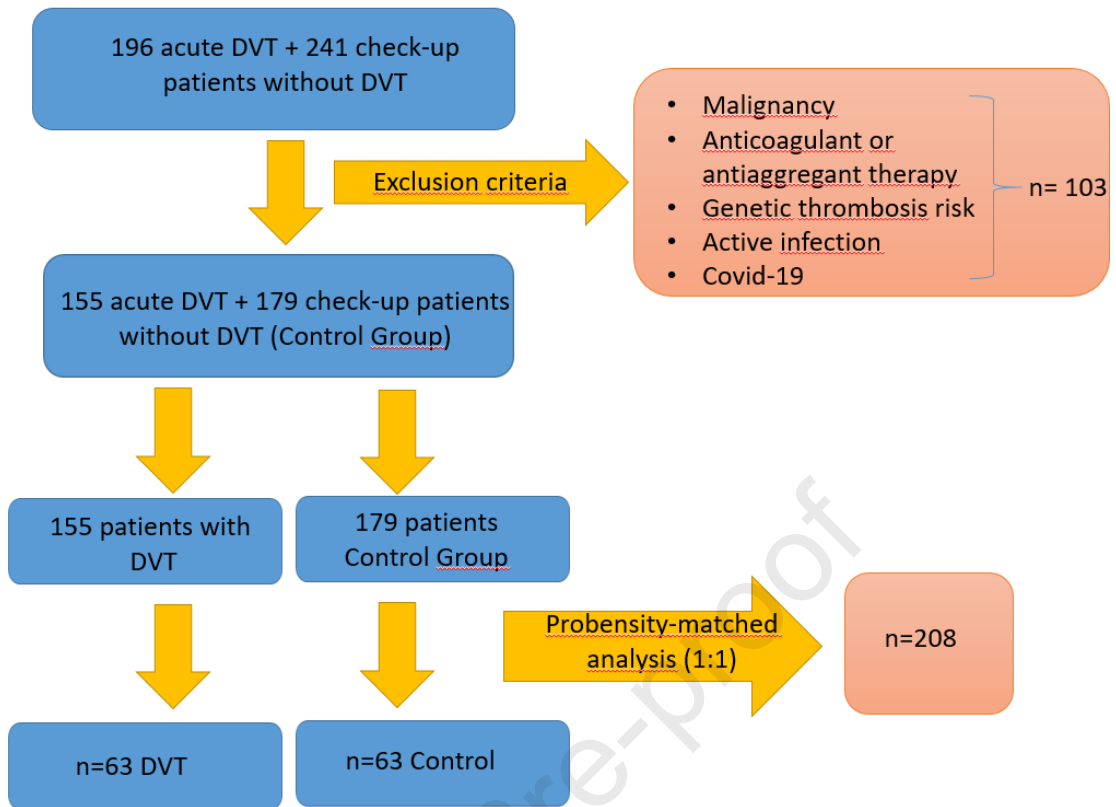 196 acute DVT + 241 check-up
patients without DVT
• Malignancy
• Anticoagulant or
antiaggregant therapy
• Genetic thrombosis risk
• Active infection
• Covid-19
n= 103
Exclusion criteria
155 acute DVT + 179 check-up patients
without DVT (Control Group)
155 patients with
DVT
179 patients
Control Group
Probensity-matched
analysis (1:1)
n=208
n=63 DVT
n=63 Control
re-proof